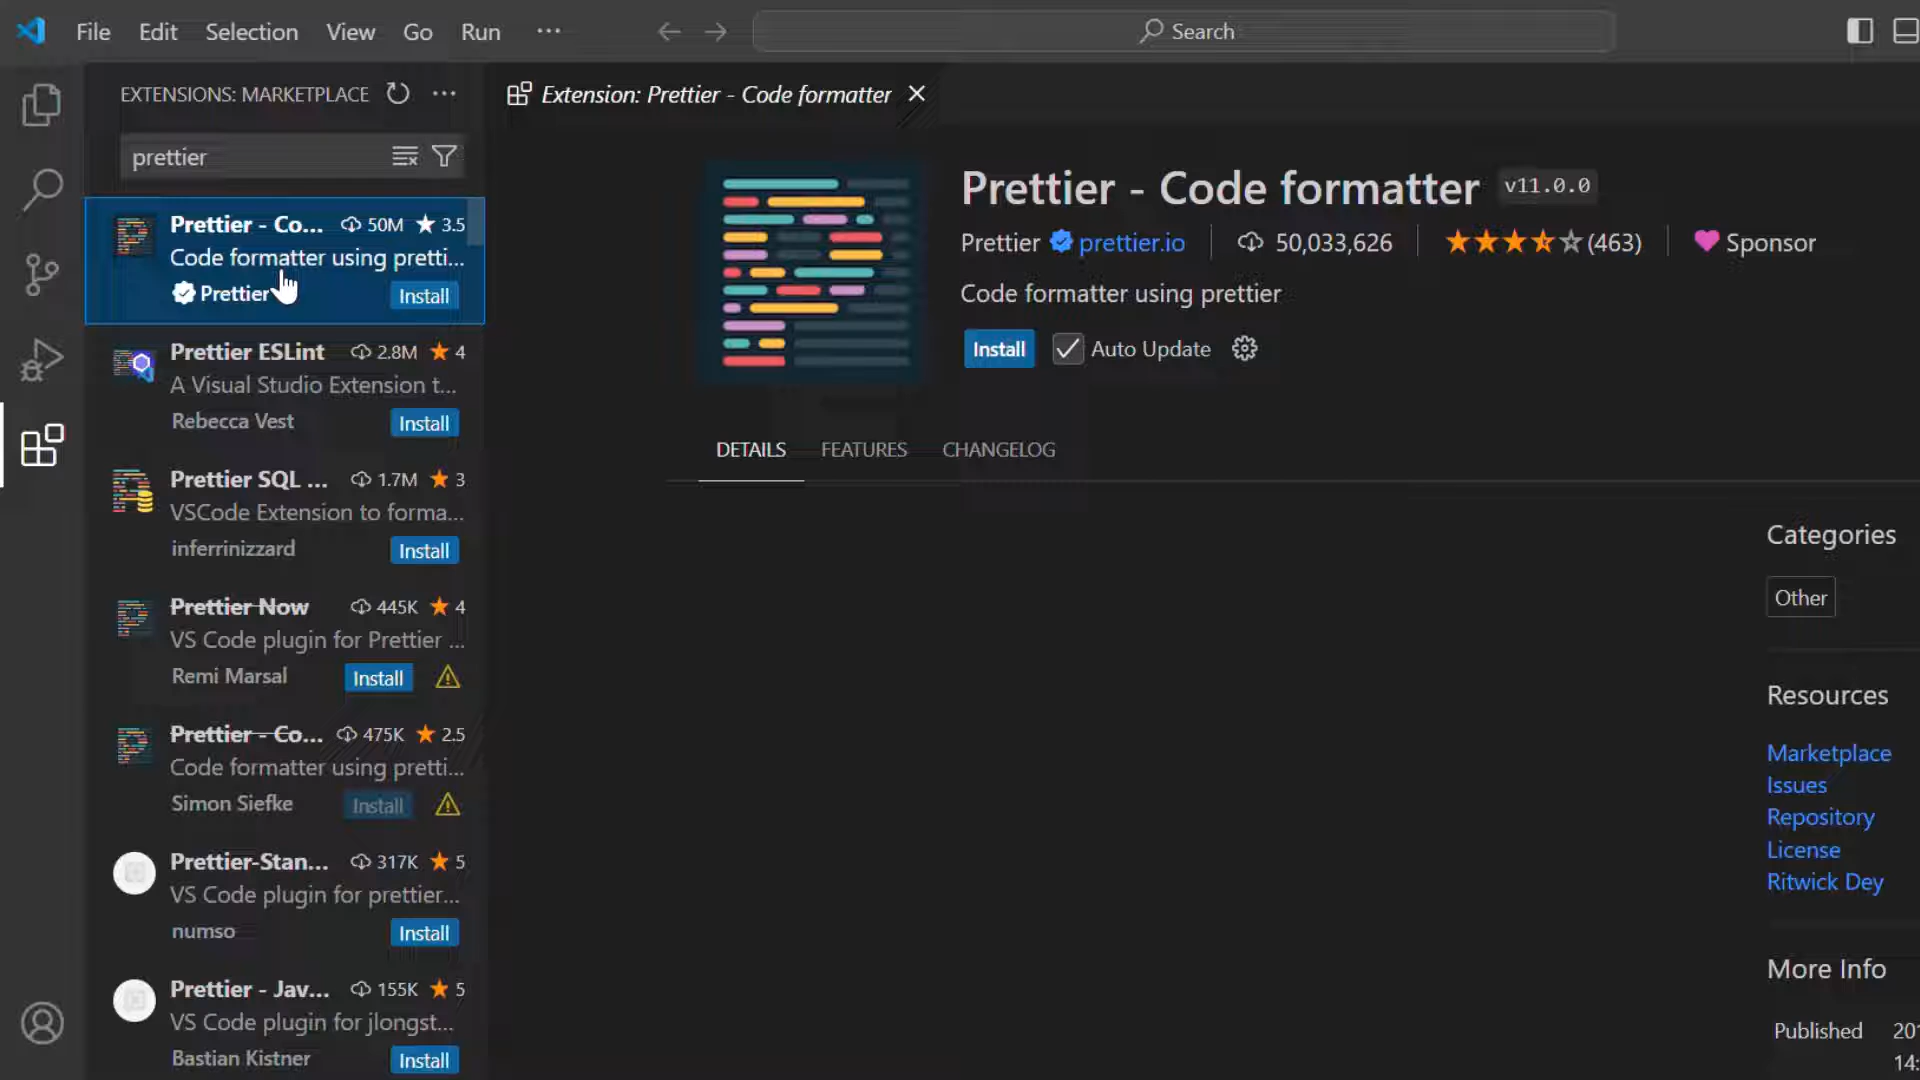 File Edit Selection View Go Run ···
Search
EXTENSIONS: MARKETPLACE
prettier
Prettier - Co... 50M 3.5
Code formatter using pretti...
Prettier
Install
Prettier ESLint 2.8M 4
A Visual Studio Extension t...
Rebecca Vest
Install
Prettier SQL ... 1.7M 3
VSCode Extension to forma...
inferrinizzard
Install
Prettier Now 445K 4
VS Code plugin for Prettier ...
Remi Marsal
Install
Prettier - Co... 475K 2.5
Code formatter using pretti...
Simon Siefke
Install
Prettier-Stan... 317K 5
VS Code plugin for prettier...
numso
Install
Prettier - Jav... 155K 5
VS Code plugin for jlongst...
Bastian Kistner
Install
Extension: Prettier - Code formatter
Prettier - Code formatter v11.0.0
Prettier prettier.io 50,033,626 (463) Sponsor
Code formatter using prettier
Install Auto Update
DETAILS FEATURES CHANGELOG
Categories
Other
Resources
Marketplace
Issues
Repository
License
Ritwick Dey
More Info
Published 201
14: